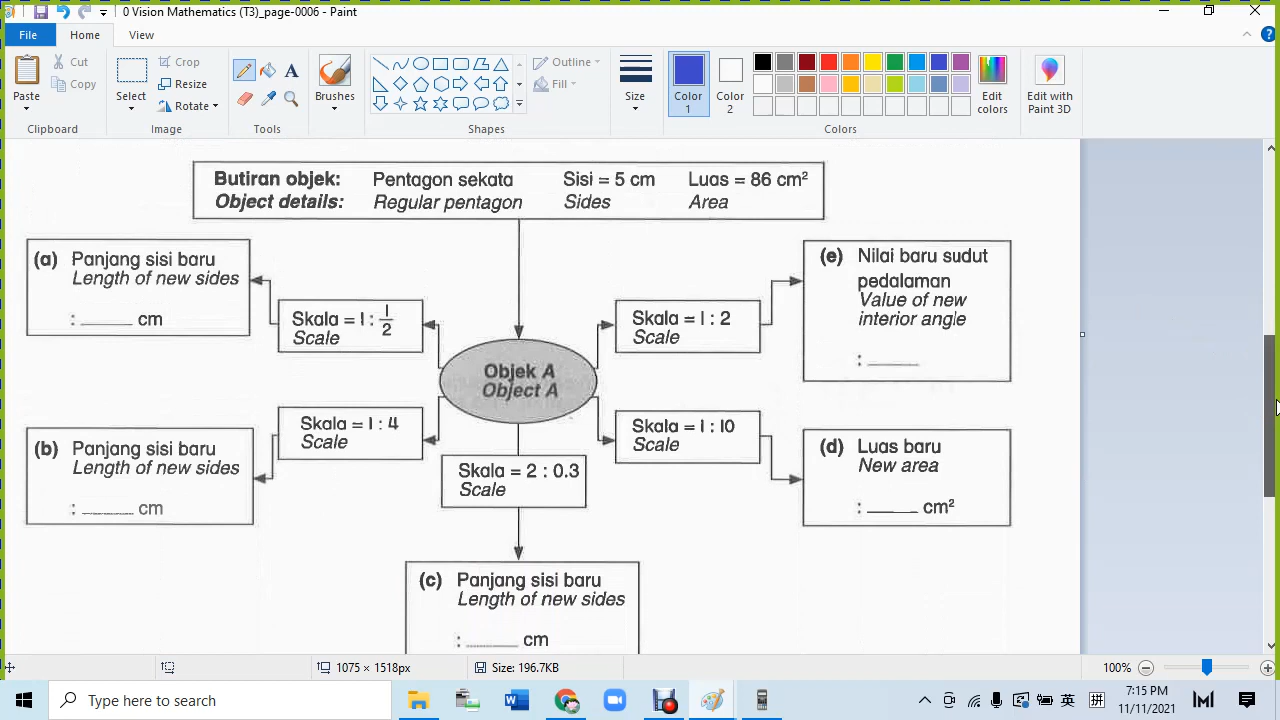 0 Vision Mathematics (T3)_page-0006 - Paint
File
Home
View
Paste
Cut
Copy
Clipboard
Select
Crop
Resize
Rotate
Image
A
Tools
Brushes
Outline
Fill
Shapes
Size
Color 1
Color 2
Edit colors
Colors
Edit with Paint 3D
Butiran objek: Pentagon sekata Sisi = 5 cm Luas = 86 cm²
Object details: Regular pentagon Sides Area
(a) Panjang sisi baru
Length of new sides
: ______ cm
Skala = 1 : 1/2
Scale
Skala = 1 : 2
Scale
(e) Nilai baru sudut
pedalaman
Value of new
interior angle
: ______
Objek A
Object A
(b) Panjang sisi baru
Length of new sides
: ______ cm
Skala = 1 : 4
Scale
Skala = 2 : 0.3
Scale
Skala = 1 : 10
Scale
(d) Luas baru
New area
: ______ cm²
(c) Panjang sisi baru
Length of new sides
: ______ cm
1075 × 1518px
Size: 196.7KB
100%
Type here to search
英
拼
7:15 PM
11/11/2021